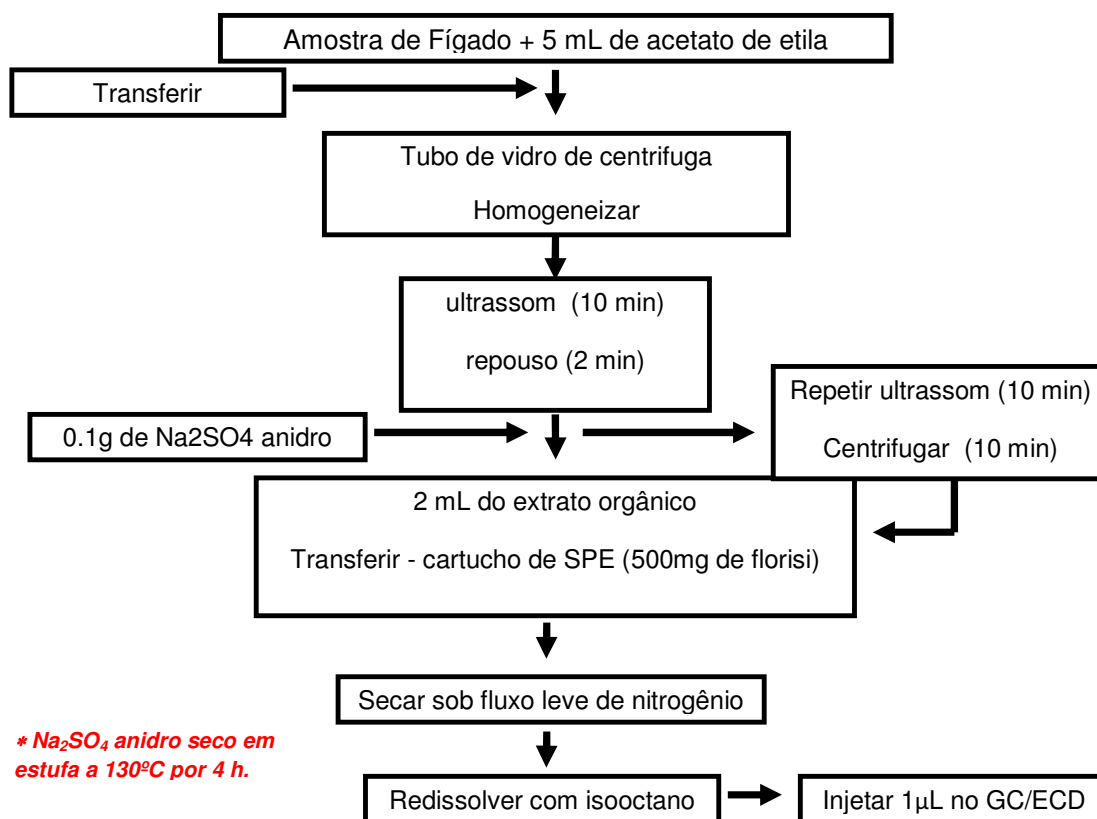 Amostra de Fígado + 5 mL de acetato de etila
Transferir
Tubo de vidro de centrifuga
Homogeneizar
ultrassom (10 min)
repouso (2 min)
Repetir ultrassom (10 min)
Centrifugar (10 min)
0.1g de Na2SO4 anidro
2 mL do extrato orgânico
Transferir - cartucho de SPE (500mg de florisi)
Secar sob fluxo leve de nitrogênio
* Na₂SO₄ anidro seco em
estufa a 130ºC por 4 h.
Redissolver com isooctano
Injetar 1µL no GC/ECD